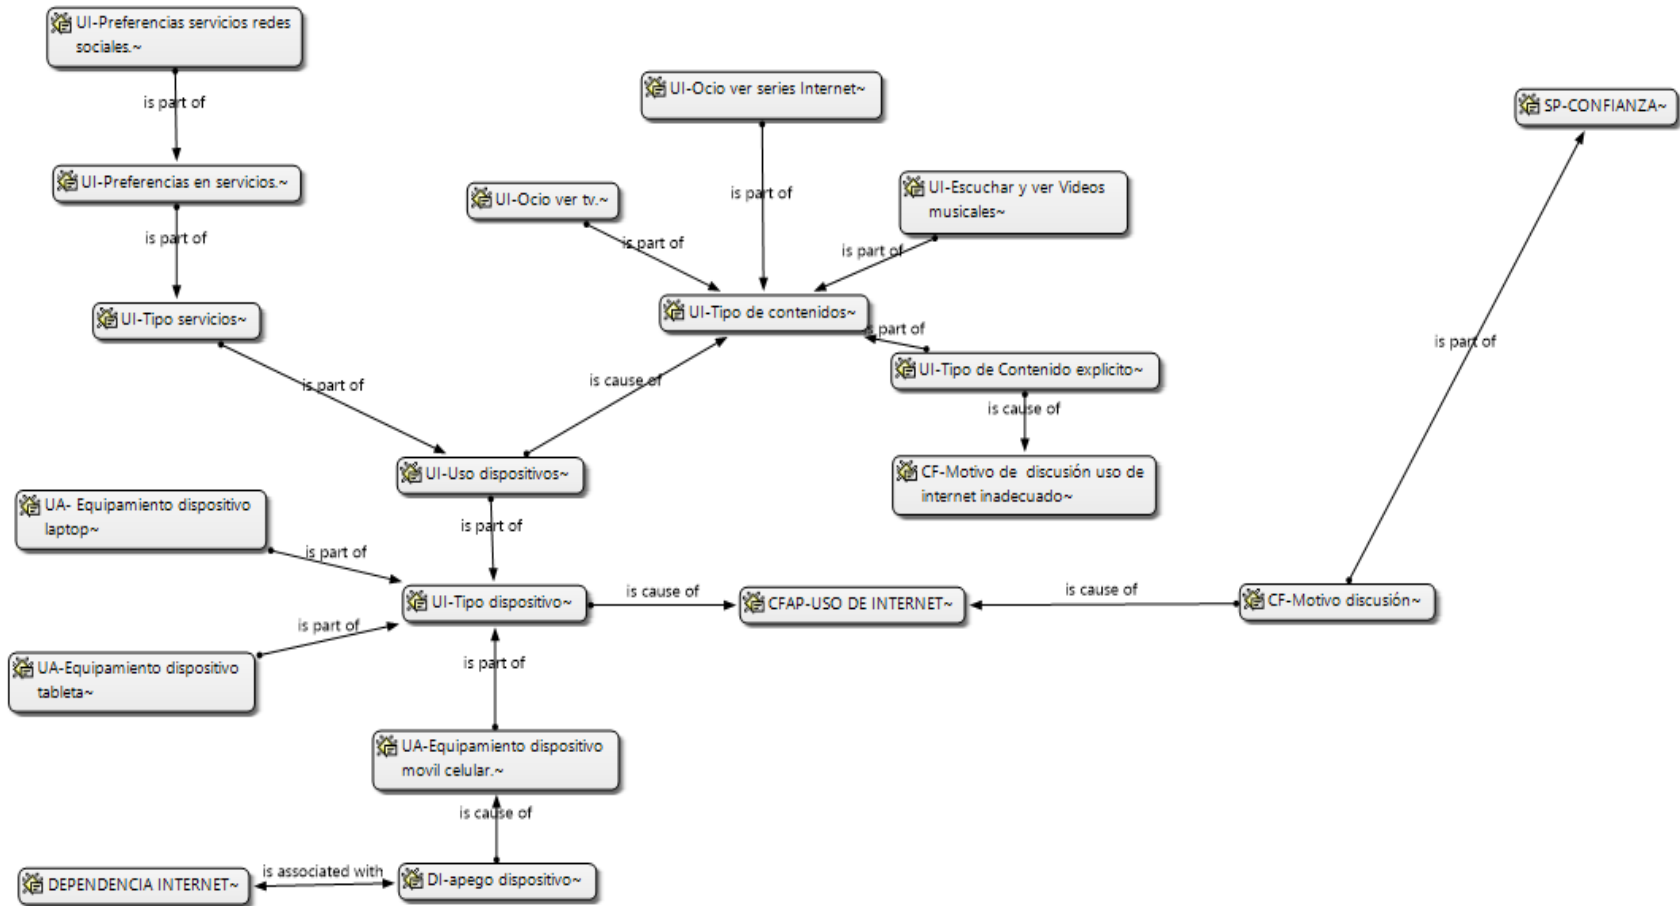 UI-Preferencias servicios redes
sociales.~
is part of
UI-Ocio ver series Internet~
SP-CONFIANZA~
UI-Preferencias en servicios.~
UI-Ocio ver tv.~
is part of
UI-Escuchar y ver Videos
musicales~
is part of
is part of
is part of
UI-Tipo servicios~
UI-Tipo de contenidos~
is part of
is part of
UI-Tipo de Contenido explicito~
is part of
is cause of
is cause of
UI-Uso dispositivos~
CF-Motivo de  discusión uso de
internet inadecuado~
UA- Equipamiento dispositivo
laptop~
is part of
is part of
UI-Tipo dispositivo~
is cause of
CFAP-USO DE INTERNET~
is cause of
CF-Motivo discusión~
is part of
UA-Equipamiento dispositivo
tableta~
is part of
UA-Equipamiento dispositivo
movil celular.~
is cause of
DEPENDENCIA INTERNET~
is associated with
DI-apego dispositivo~